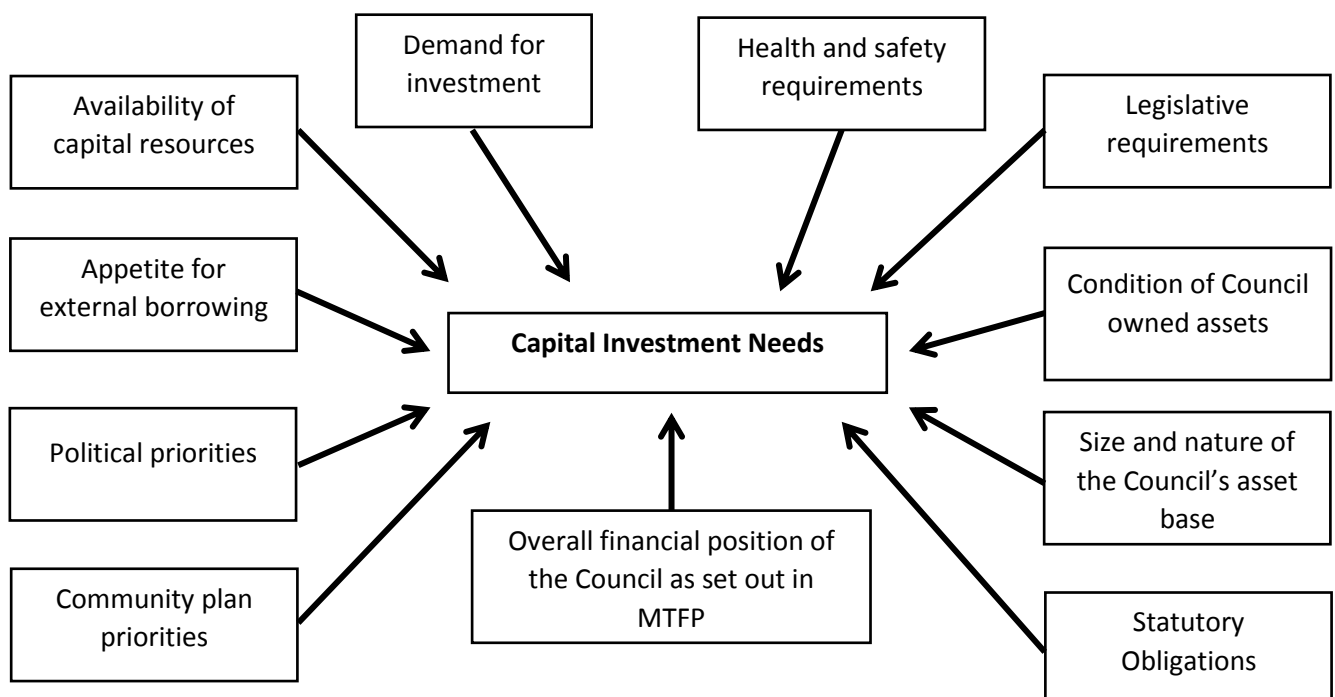 Demand for
investment
Health and safety
requirements
Availability of
capital resources
Legislative
requirements
Appetite for
external borrowing
Condition of Council
owned assets
Capital Investment Needs
Political priorities
Size and nature of
the Council’s asset
base
Overall financial position of
the Council as set out in
MTFP
Community plan
priorities
Statutory
Obligations